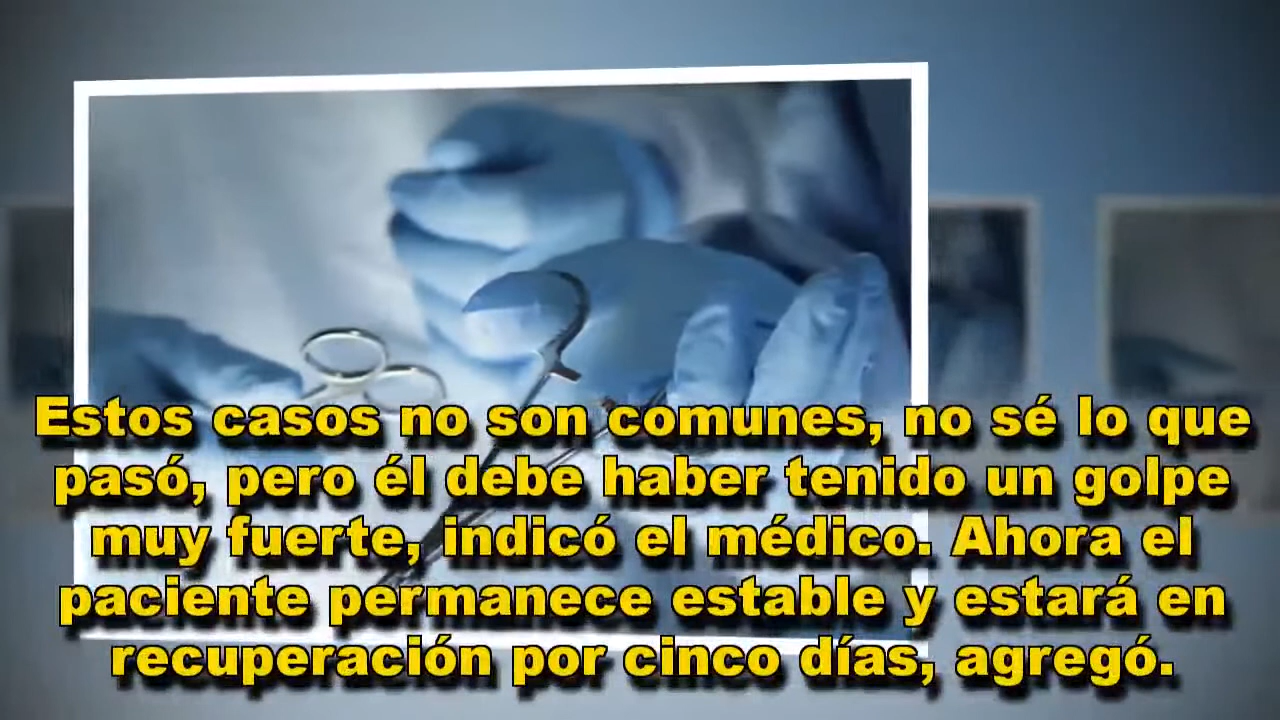 Estos casos no son comunes, no sé lo que
pasó, pero él debe haber tenido un golpe
muy fuerte, indicó el médico. Ahora el
paciente permanece estable y estará en
recuperación por cinco días, agregó.